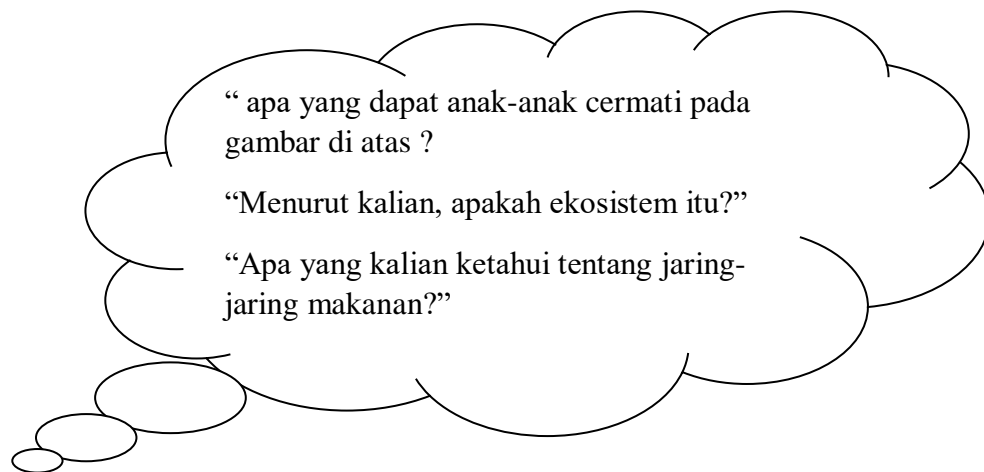 “ apa yang dapat anak-anak cermati pada
gambar di atas ?
“Menurut kalian, apakah ekosistem itu?”
“Apa yang kalian ketahui tentang jaring-
jaring makanan?”